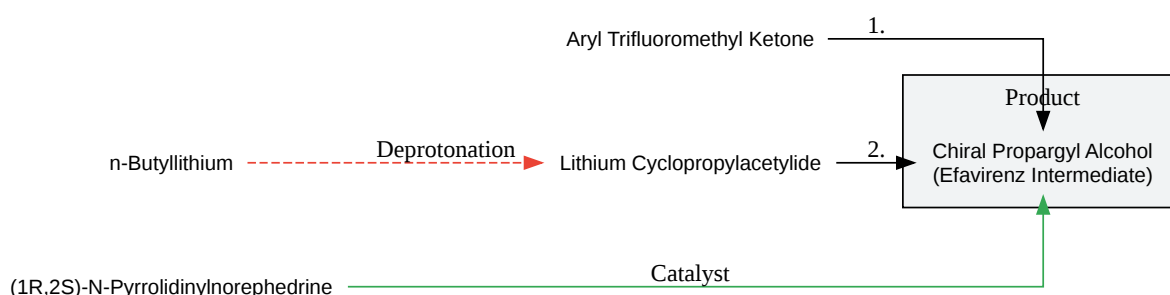 Aryl Trifluoromethyl Ketone
1.
Product
n-Butyllithium
Deprotonation
Lithium Cyclopropylacetylide
2.
Chiral Propargyl Alcohol
(Efavirenz Intermediate)
(1R,2S)-N-Pyrrolidinylnorephedrine
Catalyst